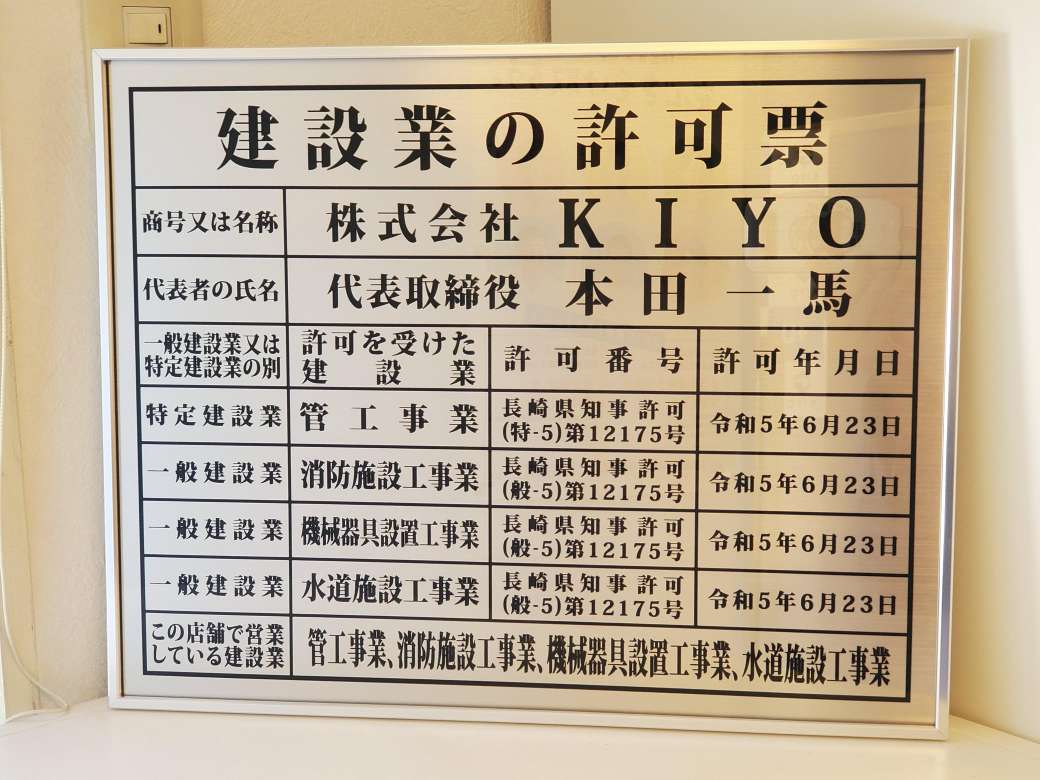 建設業の許可票
商号又は名称 株式会社 KIYO
代表者の氏名 代表取締役 本田一馬
一般建設業又は
特定建設業の別
許可を受けた
建設業
許可番号
許可年月日
特定建設業
管工事業
長崎県知事許可
(特-5)第12175号
令和5年6月23日
一般建設業
消防施設工事業
長崎県知事許可
(般-5)第12175号
令和5年6月23日
一般建設業
機械器具設置工事業
長崎県知事許可
(般-5)第12175号
令和5年6月23日
一般建設業
水道施設工事業
長崎県知事許可
(般-5)第12175号
令和5年6月23日
この店舗で営業
している建設業
管工事業、消防施設工事業、機械器具設置工事業、水道施設工事業